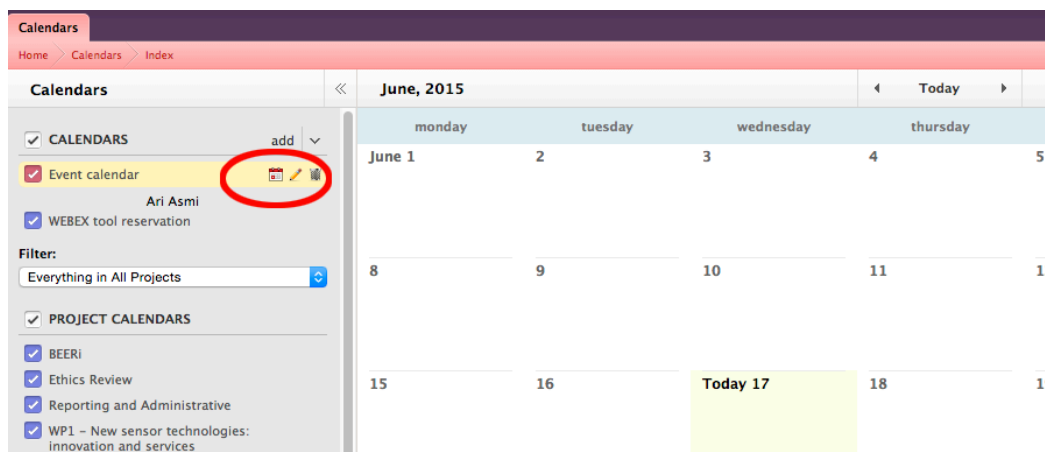 Calendars
Home Calendars Index
Calendars
June, 2015
Today
CALENDARS
add
Event calendar
Ari Asmi
WEBEX tool reservation
Filter:
Everything in All Projects
PROJECT CALENDARS
BEERi
Ethics Review
Reporting and Administrative
WP1 – New sensor technologies:
innovation and services
monday tuesday wednesday thursday
June 1 2 3 4 5
8 9 10 11 1
15 16 Today 17 18 1